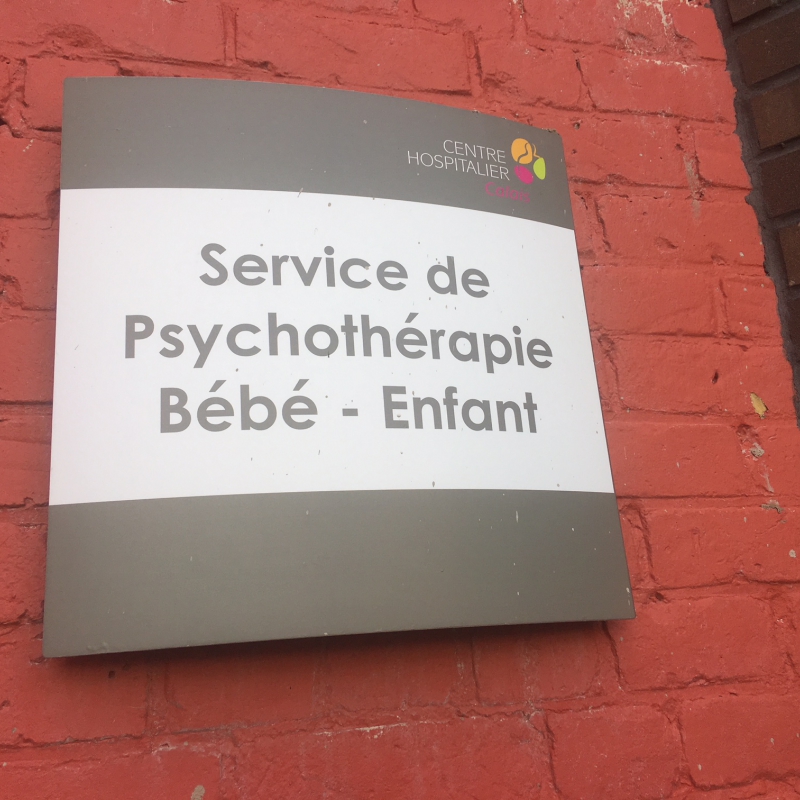 CENTRE
HOSPITALIER
Service de
Psychothérapie
Bébé - Enfant